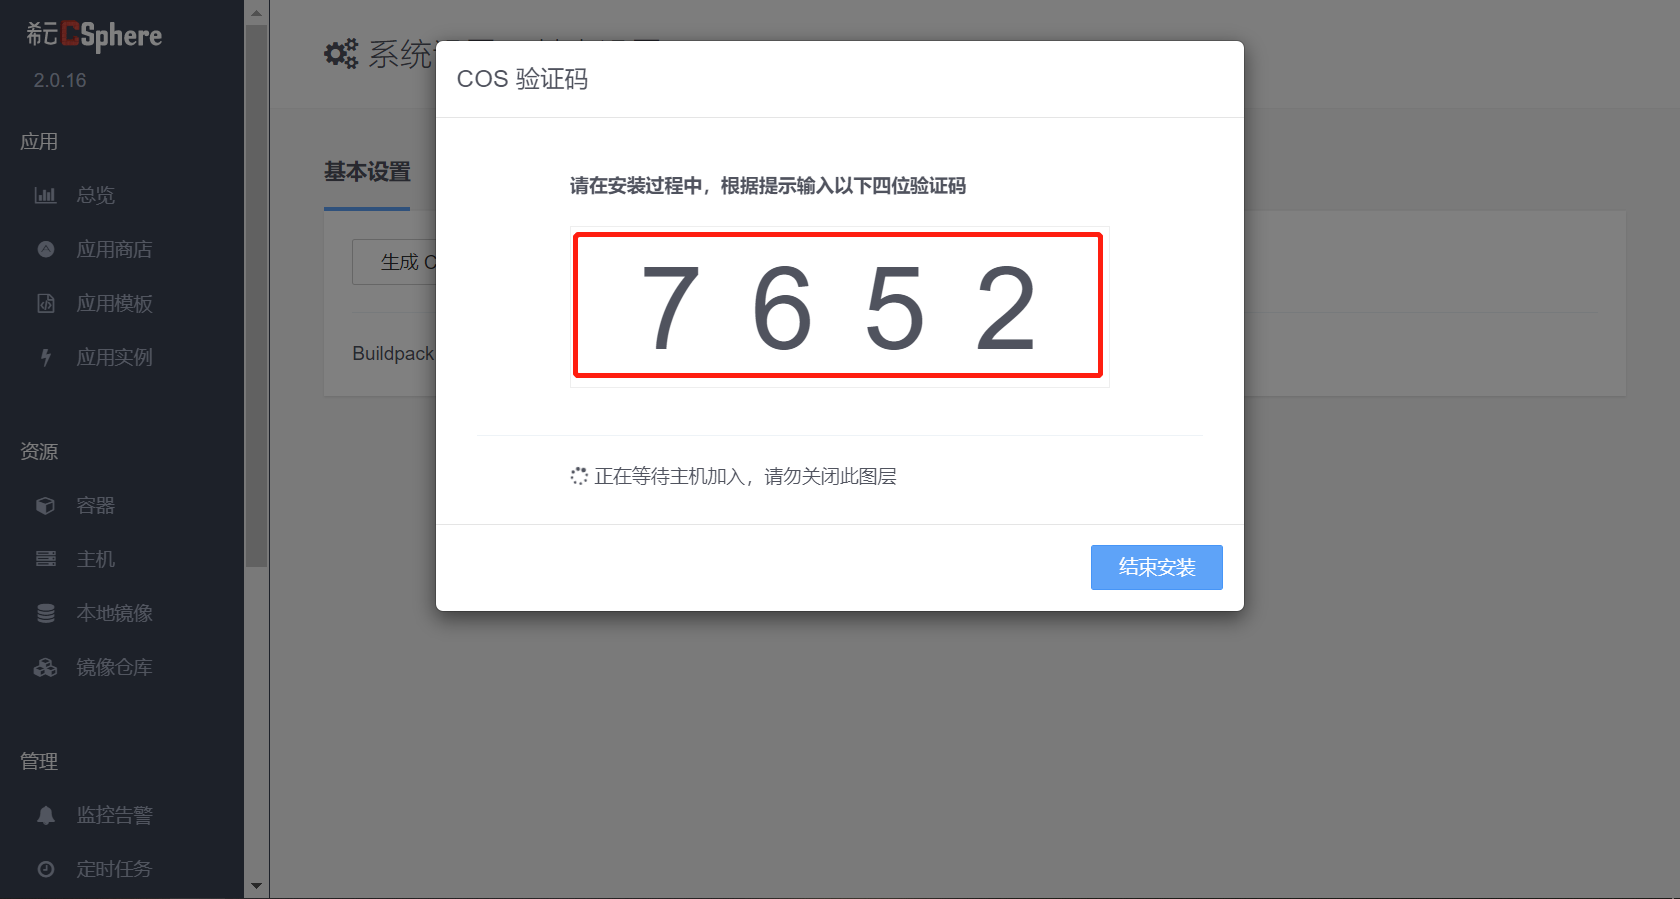 希云CSphere
2.0.16
应用
总览
应用商店
应用模板
应用实例
资源
容器
主机
本地镜像
镜像仓库
管理
监控告警
定时任务
系统
基本设置
生成 C
Buildpack
COS 验证码
请在安装过程中，根据提示输入以下四位验证码
7 6 5 2
正在等待主机加入，请勿关闭此图层
结束安装